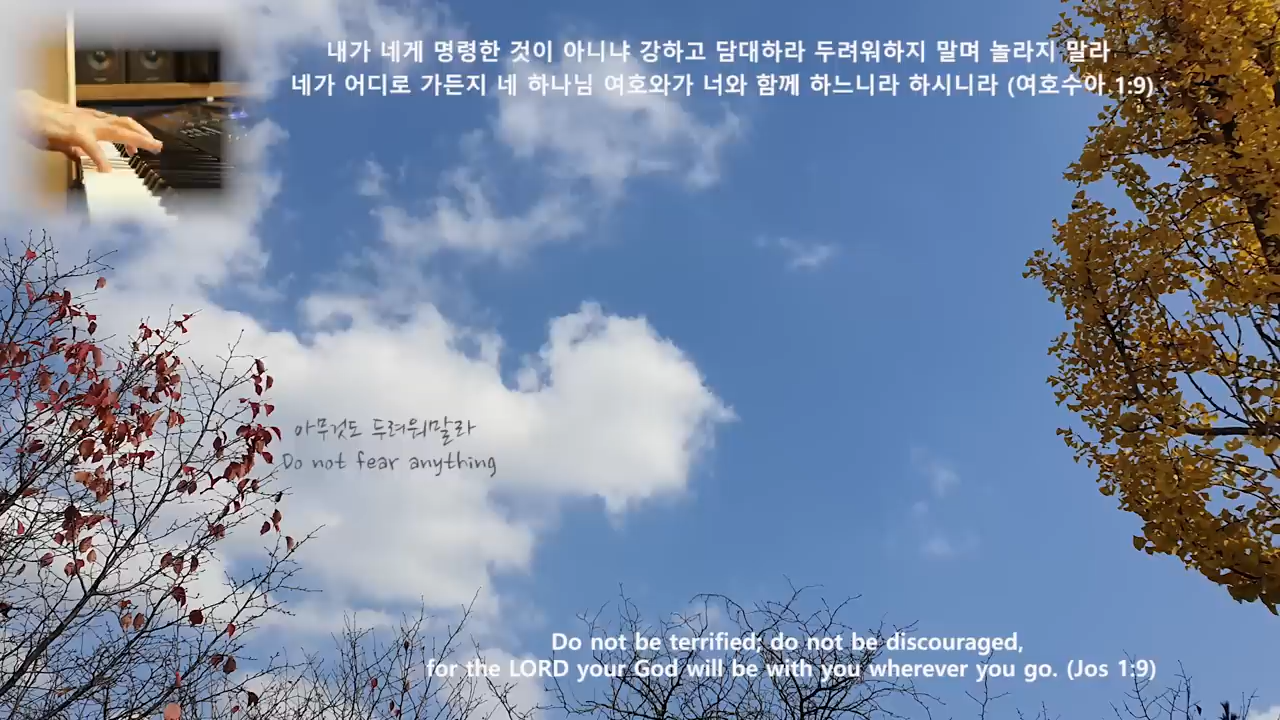 내가 네게 명령한 것이 아니냐 강하고 담대하라 두려워하지 말며 놀라지 말라
네가 어디로 가든지 네 하나님 여호와가 너와 함께 하느니라 하시니라 (여호수아 1:9)
아무것도 두려워말라
Do not fear anything
Do not be terrified; do not be discouraged,
for the LORD your God will be with you wherever you go. (Jos 1:9)